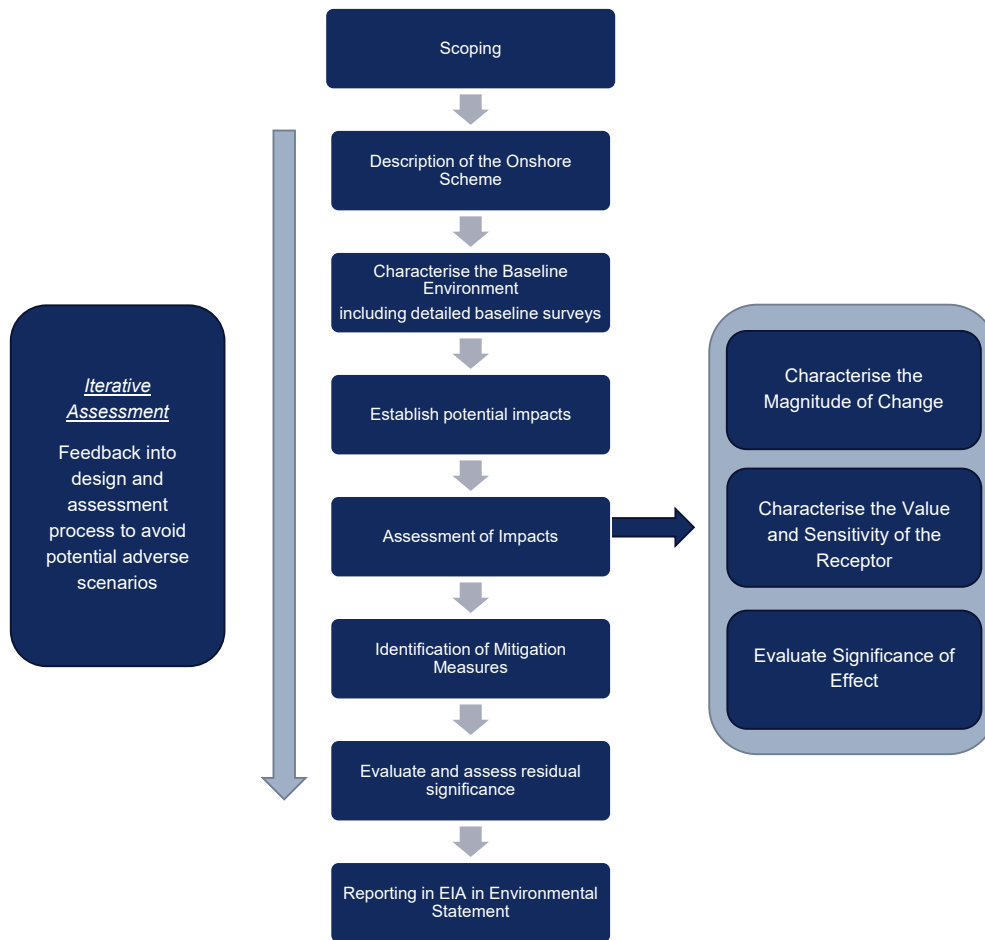 Scoping
Description of the Onshore
Scheme
Characterise the Baseline
Environment
including detailed baseline surveys
Establish potential impacts
Assessment of Impacts
Identification of Mitigation
Measures
Evaluate and assess residual
significance
Reporting in EIA in Environmental
Statement
Iterative
Assessment
Feedback into
design and
assessment
process to avoid
potential adverse
scenarios
Characterise the
Magnitude of Change
Characterise the Value
and Sensitivity of the
Receptor
Evaluate Significance of
Effect